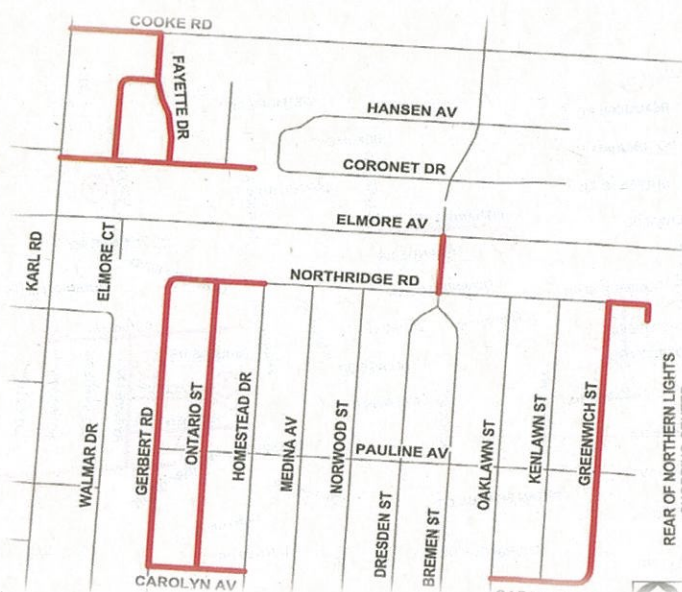 COOKE RD
FAYETTE DR
HANSEN AV
CORONET DR
ELMORE AV
KARL RD
ELMORE CT
NORTHRIDGE RD
WALMAR DR
GERBERT RD
ONTARIO ST
HOMESTEAD DR
MEDINA AV
NORWOOD ST
PAULINE AV
DRESDEN ST
BREMEN ST
OAKLAWN ST
KENLAWN ST
GREENWICH ST
REAR OF NORTHERN LIGHTS
CAROLYN AV